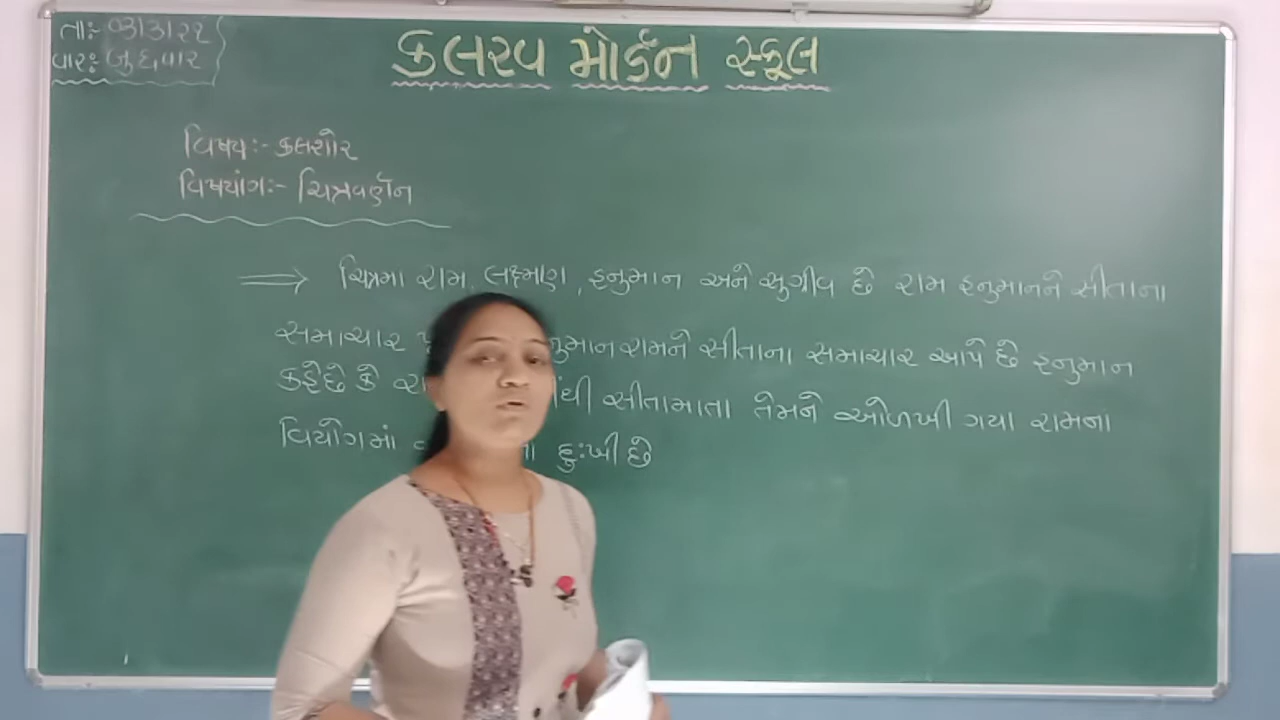 તા:-
વાર: બુધવાર
કલરવ મોર્ડન સ્કૂલ
વિષય:- કલશોર
વિષયાંગ:- ચિત્રવર્ણન
ચિત્રમા રામ, લક્ષ્મણ, હનુમાન અને સુગ્રીવ છે રામ હનુમાનને સીતાના
સમાચાર રામને સીતાના સમાચાર આપે છે હનુમાન
કહેછે કે સીતામાતા તેમને ઓળખી ગયા રામના
વિયોગમાં દુ:ખી છે